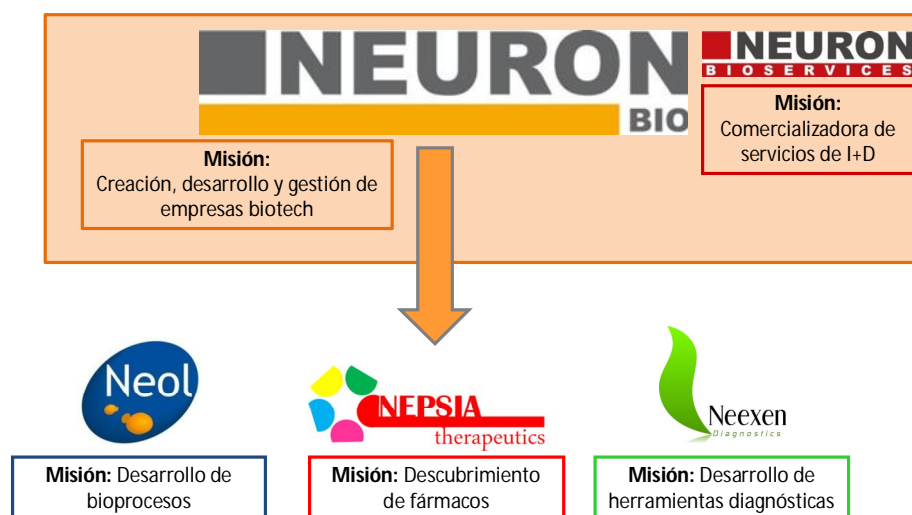 NEURON
BIO
NEURON
BIOSERVICES
Misión:
Comercializadora de
servicios de I+D
Misión:
Creación, desarrollo y gestión de
empresas biotech
Neol
NEPSIA
therapeutics
Neexen
Diagnostics
Misión: Desarrollo de
bioprocesos
Misión: Descubrimiento
de fármacos
Misión: Desarrollo de
herramientas diagnósticas